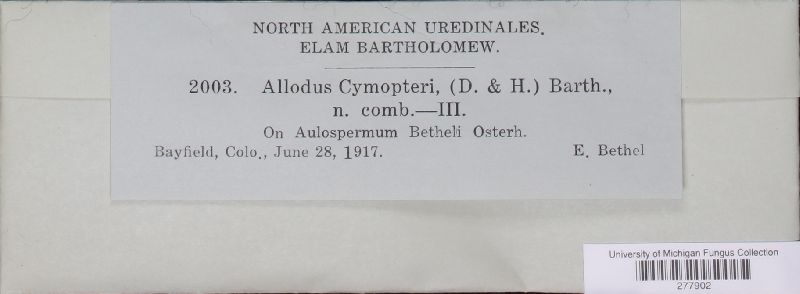 NORTH AMERICAN UREDINALES.
ELAM BARTHOLOMEW.
2003. Allodus Cymopteri, (D. & H.) Barth.,
n. comb.—III.
On Aulospermum Betheli Osterh.
Bayfield, Colo., June 28, 1917. E. Bethel
University of Michigan Fungus Collection
277902